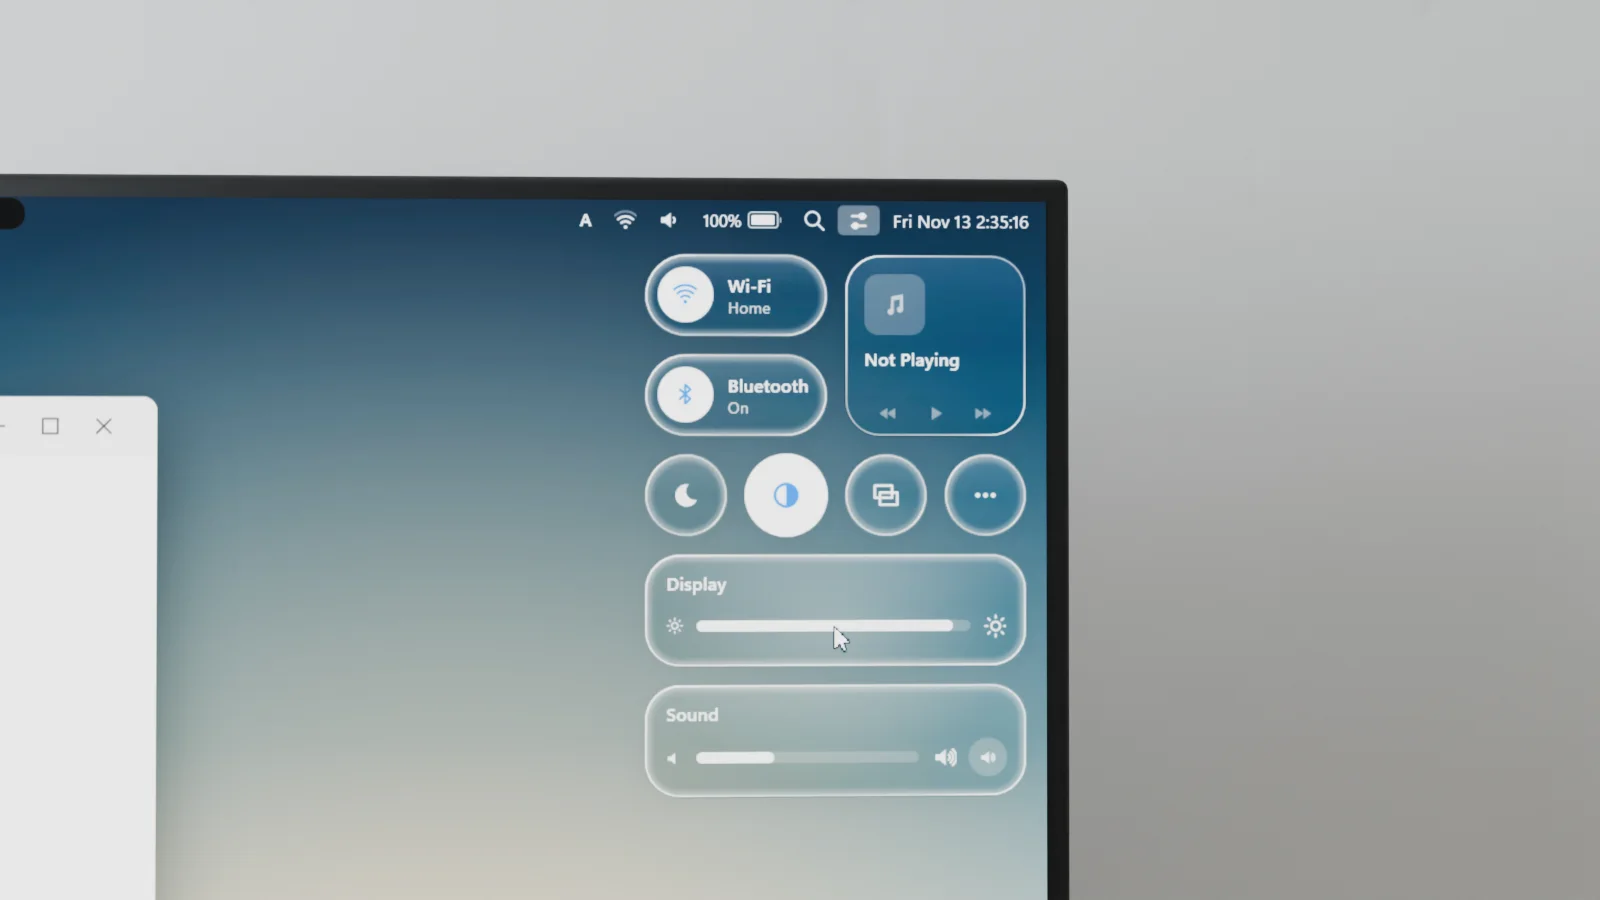 A 100% Fri Nov 13 2:35:16
Wi-Fi
Home
Bluetooth
On
Not Playing
Display
Sound